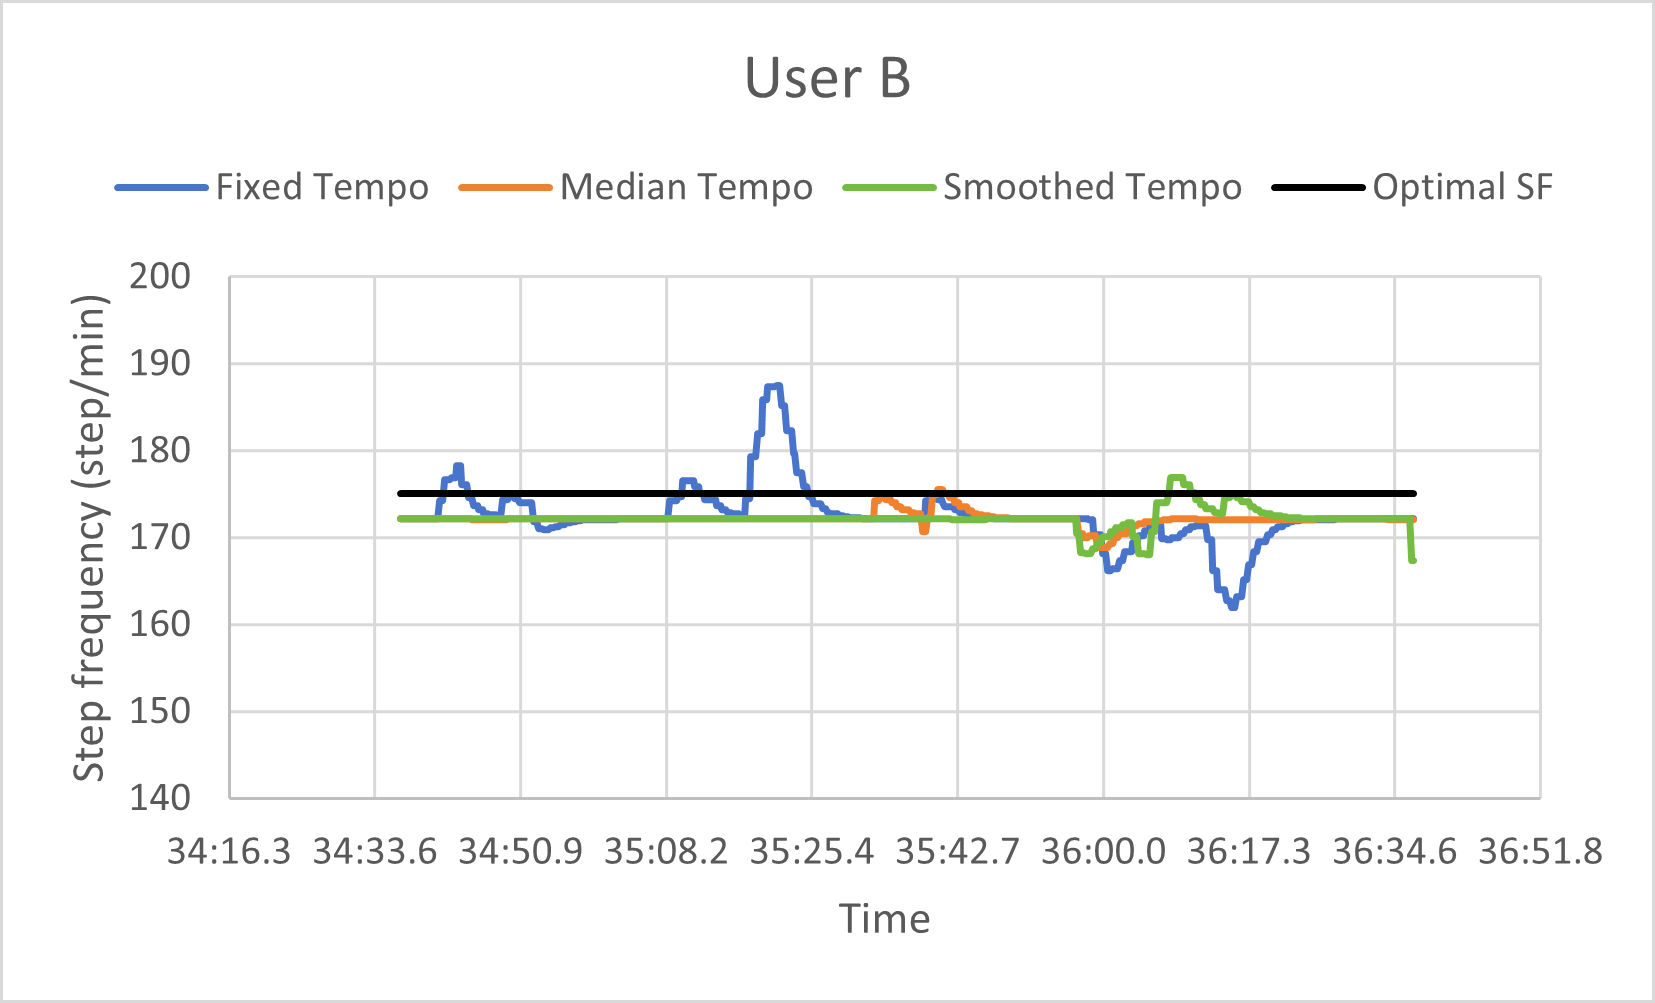 User B
Fixed Tempo Median Tempo Smoothed Tempo Optimal SF
Step frequency (step/min)
200
190
180
170
160
150
140
34:16.3 34:33.6 34:50.9 35:08.2 35:25.4 35:42.7 36:00.0 36:17.3 36:34.6 36:51.8
Time